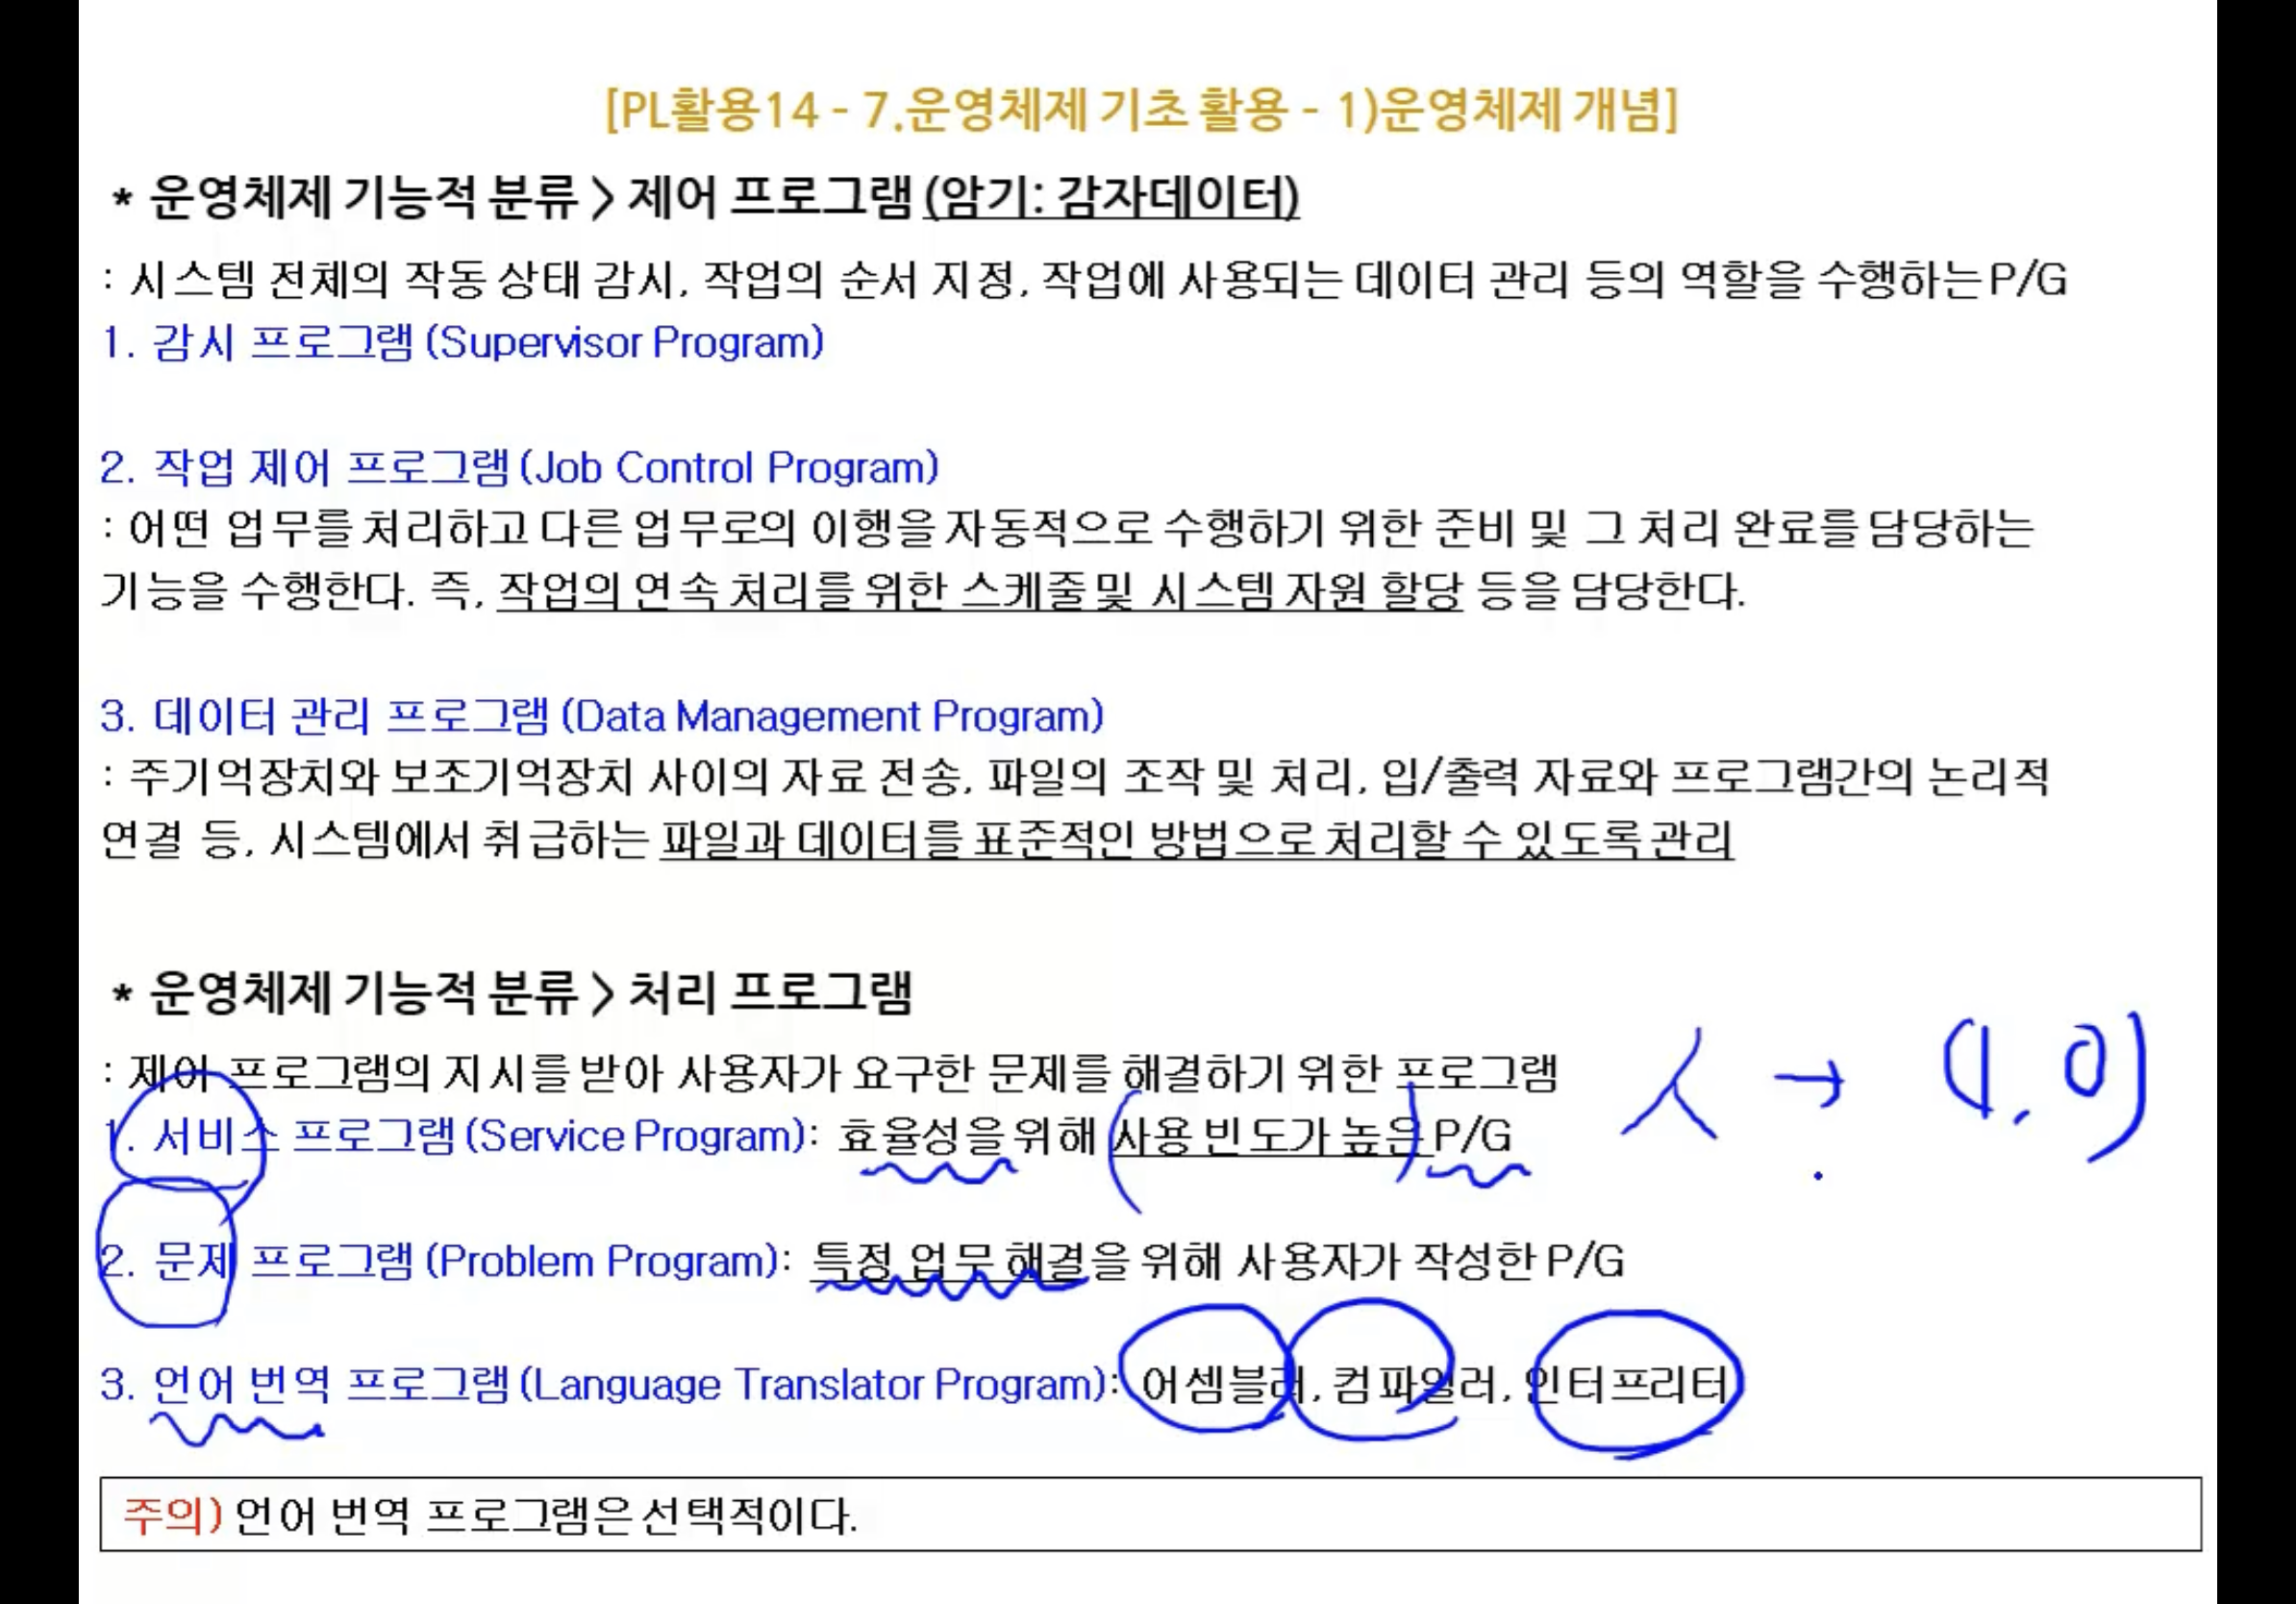 [PL활용14 - 7.운영체제 기초 활용 - 1)운영체제 개념]
* 운영체제 기능적 분류 > 제어 프로그램 (암기: 감자데이터)
: 시스템 전체의 작동 상태 감시, 작업의 순서 지정, 작업에 사용되는 데이터 관리 등의 역할을 수행하는 P/G
1. 감시 프로그램 (Supervisor Program)
2. 작업 제어 프로그램 (Job Control Program)
: 어떤 업무를 처리하고 다른 업무로의 이행을 자동적으로 수행하기 위한 준비 및 그 처리 완료를 담당하는
기능을 수행한다. 즉, 작업의 연속 처리를 위한 스케줄 및 시스템 자원 할당 등을 담당한다.
3. 데이터 관리 프로그램 (Data Management Program)
: 주기억장치와 보조기억장치 사이의 자료 전송, 파일의 조작 및 처리, 입/출력 자료와 프로그램간의 논리적
연결 등, 시스템에서 취급하는 파일과 데이터를 표준적인 방법으로 처리할 수 있도록 관리
* 운영체제 기능적 분류 > 처리 프로그램
: 제어 프로그램의 지시를 받아 사용자가 요구한 문제를 해결하기 위한 프로그램
1. 서비스 프로그램 (Service Program): 효율성을 위해 사용 빈도가 높은 P/G
人 → (1, 0)
2. 문제 프로그램 (Problem Program): 특정 업무 해결을 위해 사용자가 작성한 P/G
3. 언어 번역 프로그램 (Language Translator Program): 어셈블러, 컴파일러, 인터프리터
주의) 언어 번역 프로그램은 선택적이다.